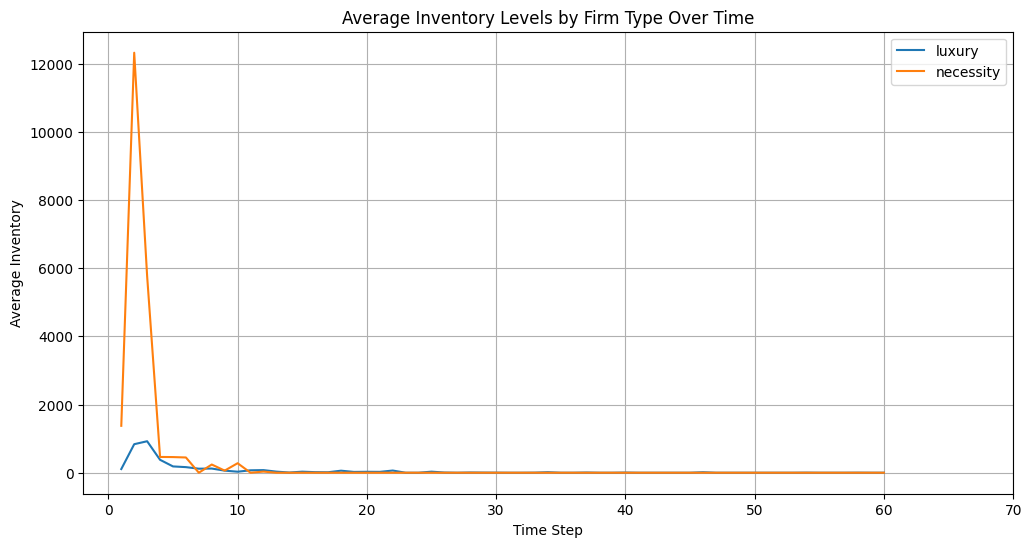 Average Inventory Levels by Firm Type Over Time
luxury
necessity
12000
10000
8000
6000
4000
2000
0
Average Inventory
0 10 20 30 40 50 60 70
Time Step